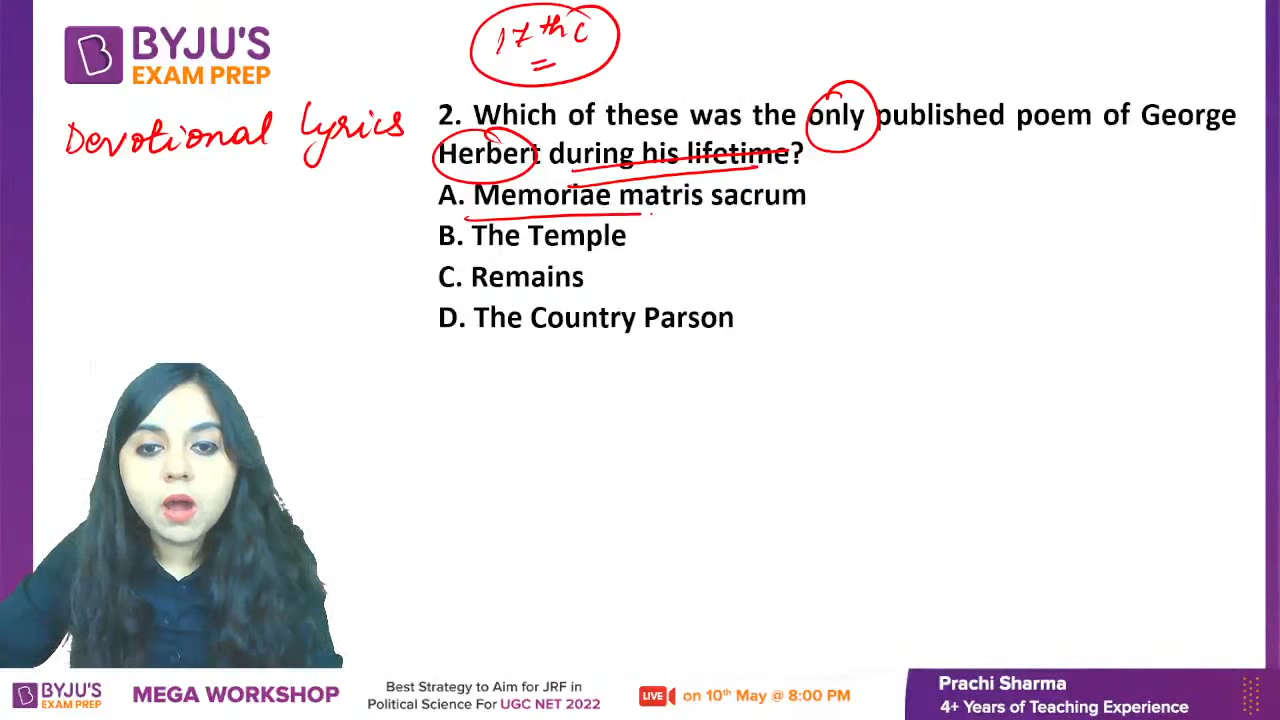 17th C
BYJU'S
EXAM PREP
Devotional Lyrics
2. Which of these was the only published poem of George
Herbert during his lifetime?
A. Memoriae matris sacrum
B. The Temple
C. Remains
D. The Country Parson
BYJU'S
EXAM PREP
MEGA WORKSHOP
Best Strategy to Aim for JRF in
Political Science For UGC NET 2022
LIVE on 10th May @ 8:00 PM
Prachi Sharma
4+ Years of Teaching Experience